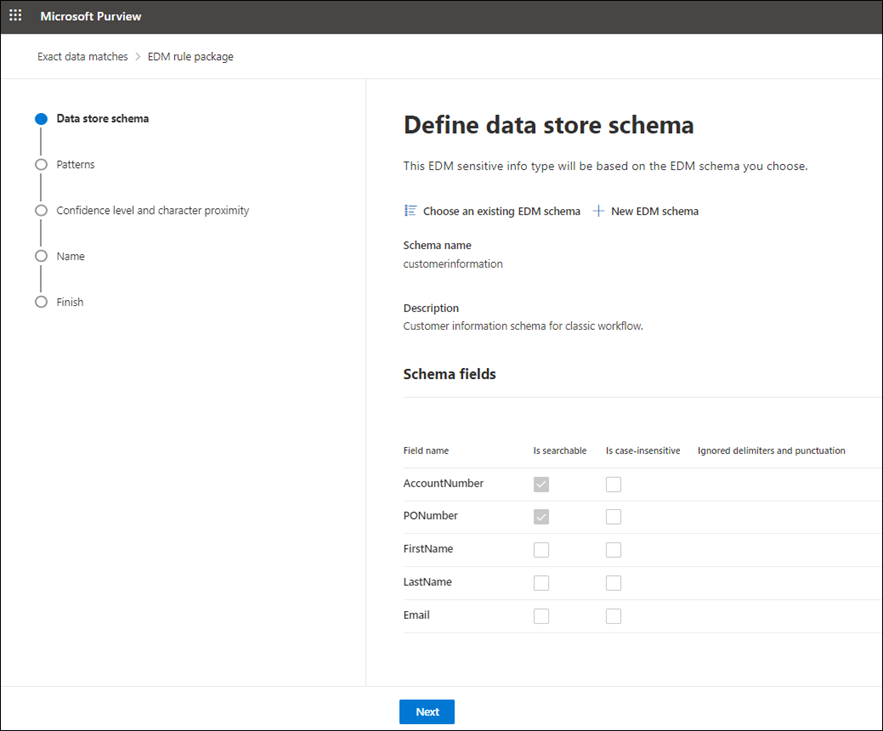 Microsoft Purview
Exact data matches > EDM rule package
Data store schema
Patterns
Confidence level and character proximity
Name
Finish
Define data store schema
This EDM sensitive info type will be based on the EDM schema you choose.
Choose an existing EDM schema + New EDM schema
Schema name
customerinformation
Description
Customer information schema for classic workflow.
Schema fields
Field name Is searchable Is case-insensitive Ignored delimiters and punctuation
AccountNumber
PONumber
FirstName
LastName
Email
Next